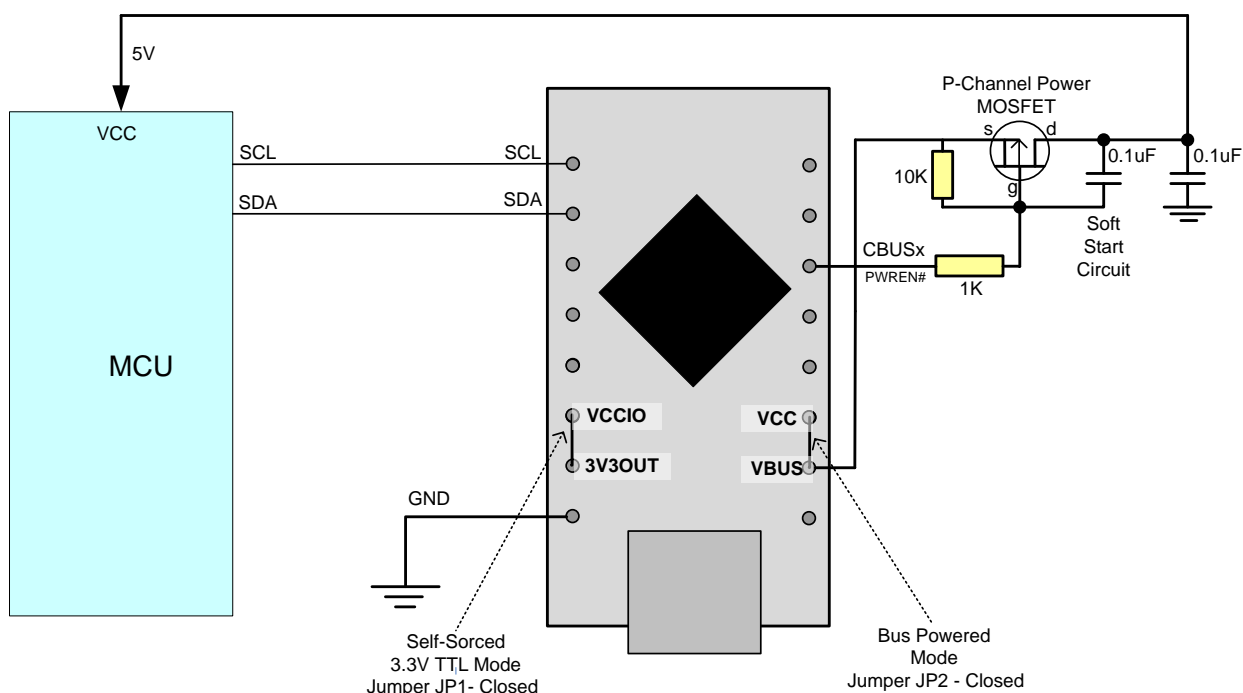 5V
P-Channel Power
MOSFET
VCC
s
d
SCL
SCL
0.1uF
0.1uF
10K
g
SDA
SDA
Soft
Start
Circuit
CBUSx
PWREN#
1K
MCU
VCCIO
VCC
3V3OUT
VBUS
GND
Self-Sorced
3.3V TTL Mode
Jumper JP1- Closed
Bus Powered
Mode
Jumper JP2 - Closed